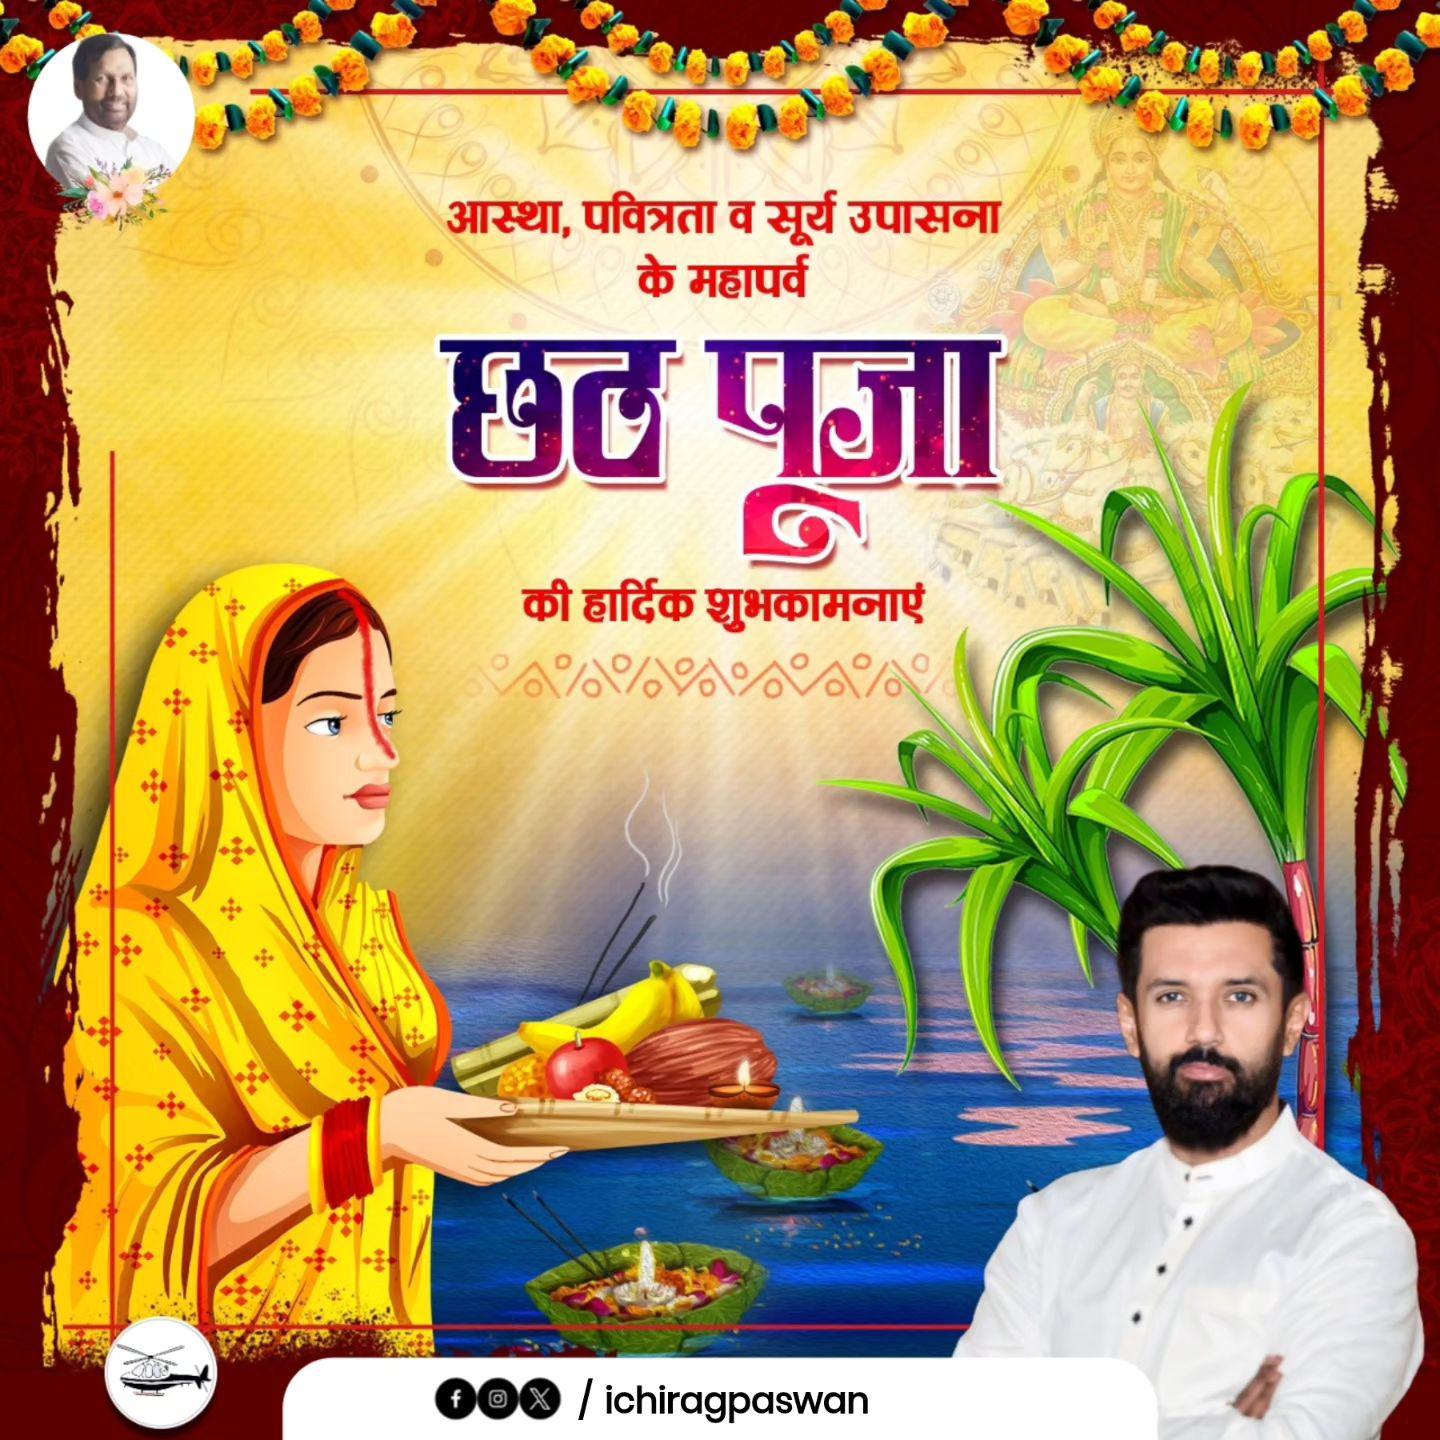 आस्था, पवित्रता व सूर्य उपासना
के महापर्व
छठ पूजा
की हार्दिक शुभकामनाएं
/ ichiragpaswan